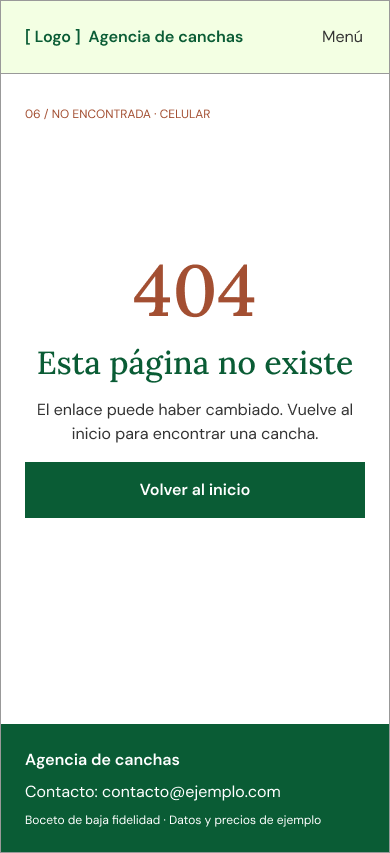 [ Logo ]  Agencia de canchas
Menú
06 / NO ENCONTRADA · CELULAR
404
Esta página no existe
El enlace puede haber cambiado. Vuelve al
inicio para encontrar una cancha.
Volver al inicio
Agencia de canchas
Contacto: contacto@ejemplo.com
Boceto de baja fidelidad · Datos y precios de ejemplo